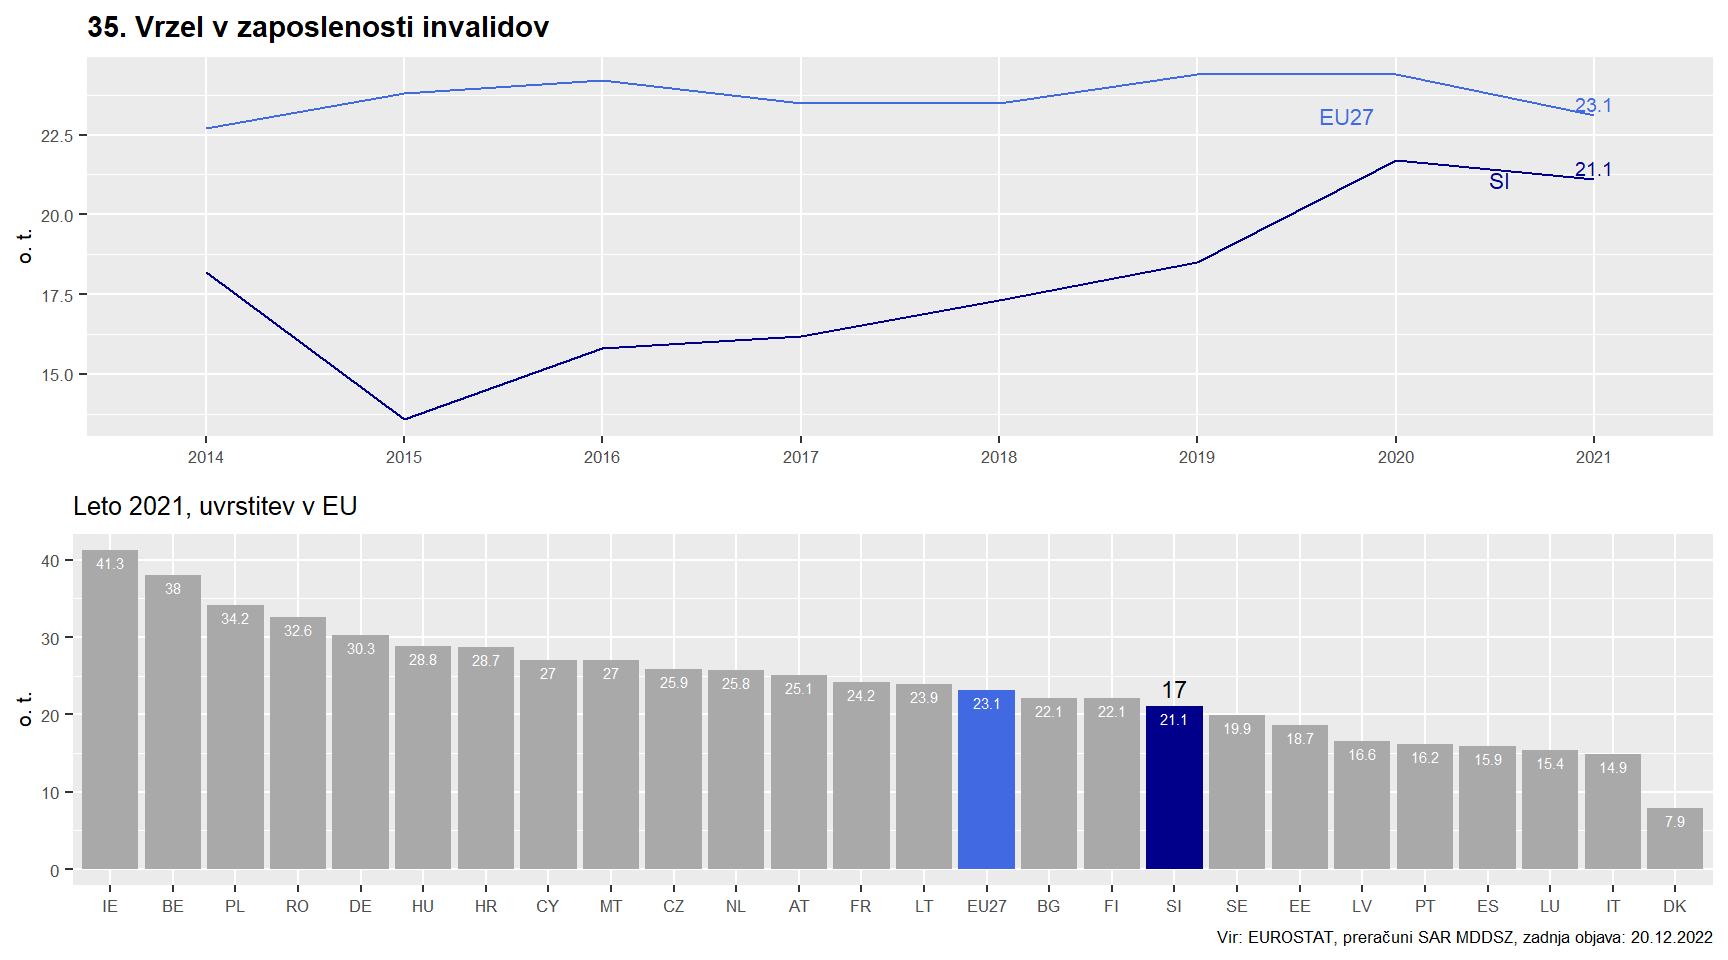 35. Vrzel v zaposlenosti invalidov
o. t.
22.5
20.0
17.5
15.0
EU27
23.1
SI
21.1
2014 2015 2016 2017 2018 2019 2020 2021
Leto 2021, uvrstitev v EU
o. t.
40
30
20
10
0
17
41.3 38 34.2 32.6 30.3 28.8 28.7 27 27 25.9 25.8 25.1 24.2 23.9 23.1 22.1 22.1 21.1 19.9 18.7 16.6 16.2 15.9 15.4 14.9 7.9
IE BE PL RO DE HU HR CY MT CZ NL AT FR LT EU27 BG FI SI SE EE LV PT ES LU IT DK
Vir: EUROSTAT, preračuni SAR MDDSZ, zadnja objava: 20.12.2022